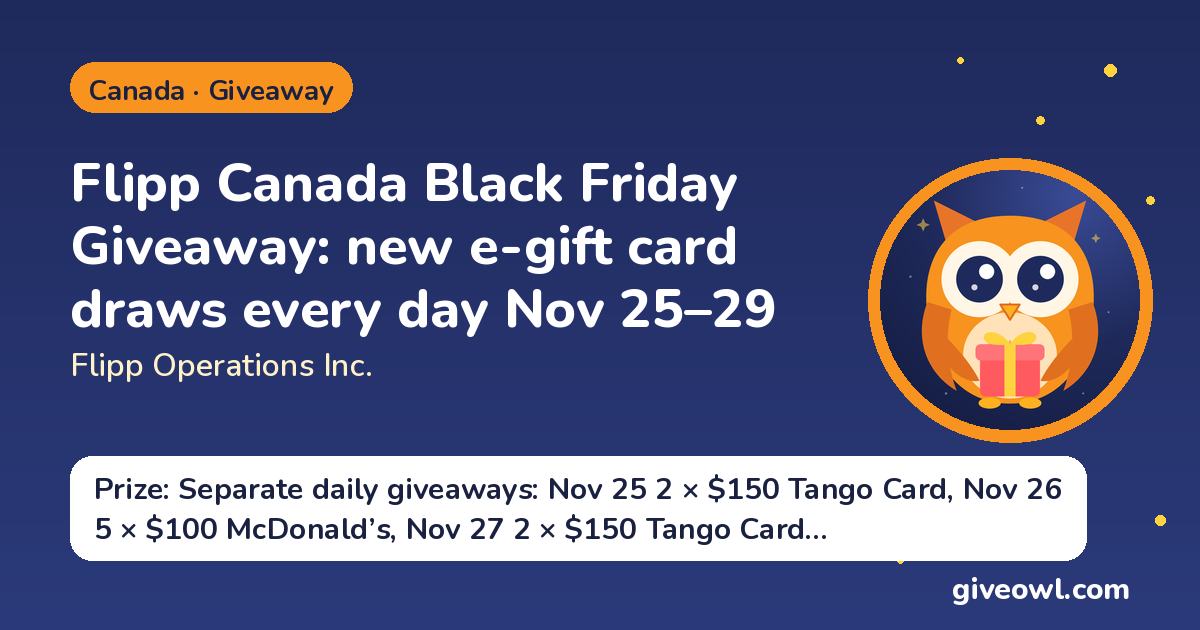 Canada · Giveaway
Flipp Canada Black Friday
Giveaway: new e-gift card
draws every day Nov 25–29
Flipp Operations Inc.
Prize: Separate daily giveaways: Nov 25 2 × $150 Tango Card, Nov 26
5 × $100 McDonald’s, Nov 27 2 × $150 Tango Card…
giveowl.com